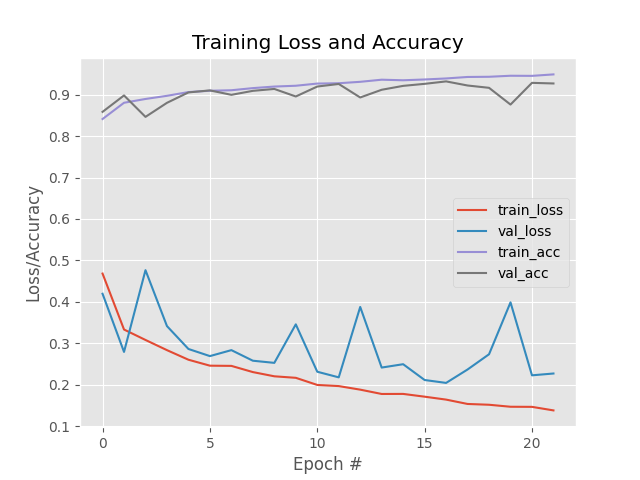 Training Loss and Accuracy
Loss/Accuracy
0.9
0.8
0.7
0.6
0.5
0.4
0.3
0.2
0.1
train_loss
val_loss
train_acc
val_acc
0 5 10 15 20
Epoch #